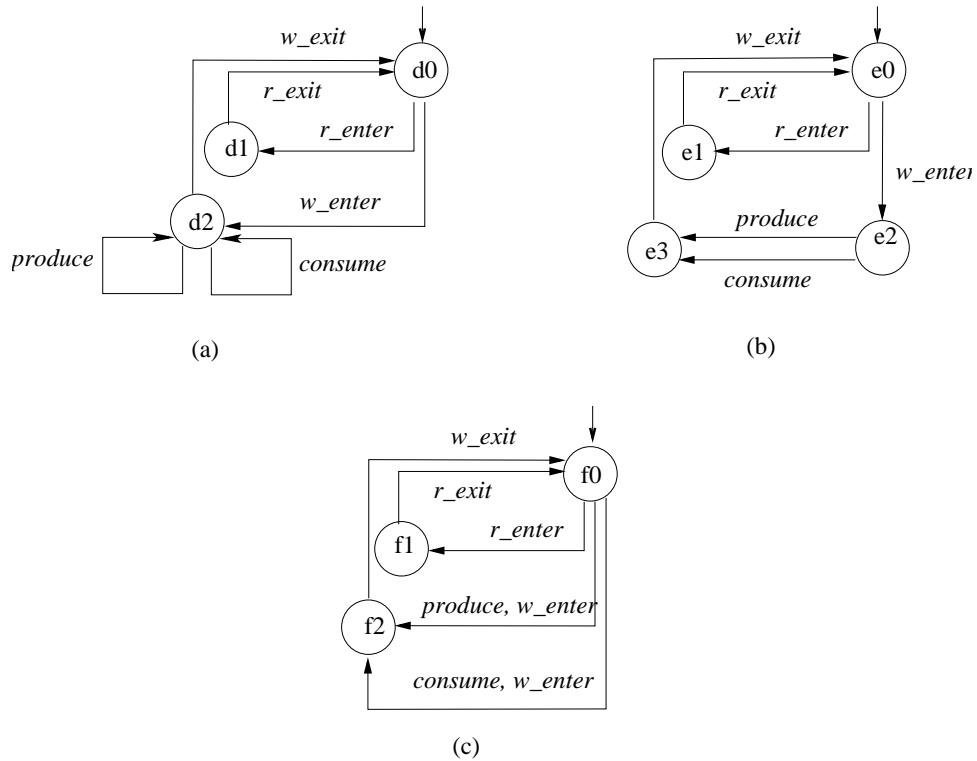 w_exit
d0
r_exit
r_enter
d1
w_enter
d2
produce
consume
(a)
w_exit
e0
r_exit
r_enter
e1
w_enter
produce
e2
e3
consume
(b)
w_exit
f0
r_exit
r_enter
f1
produce, w_enter
f2
consume, w_enter
(c)